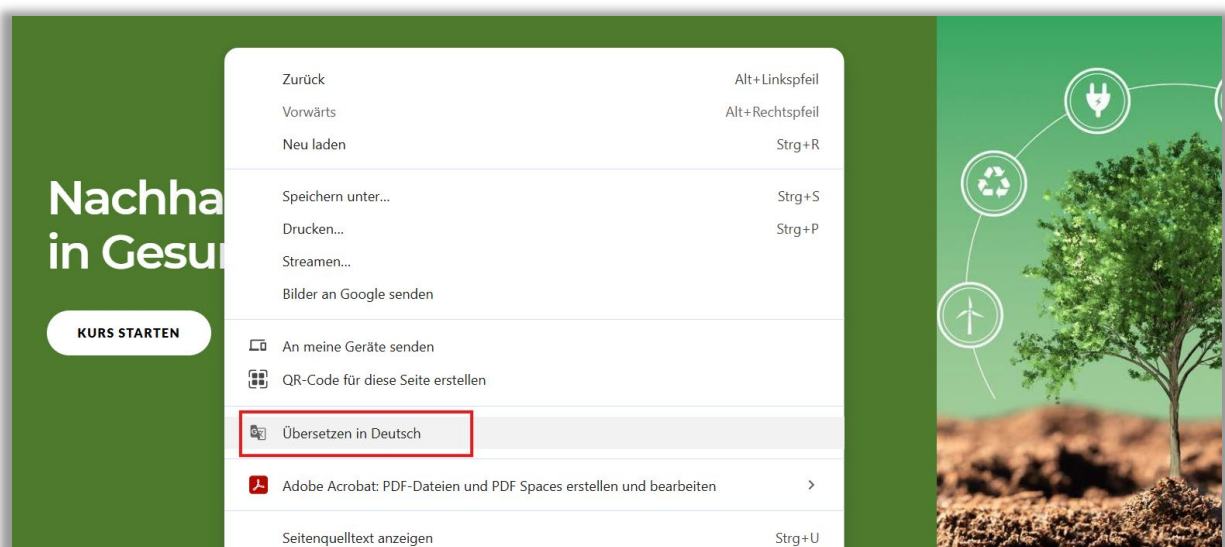 Zurück Alt+Linkspfeil
Vorwärts Alt+Rechtspfeil
Neu laden Strg+R
Nachha
in Gesu
KURS STARTEN
Speichern unter... Strg+S
Drucken... Strg+P
Streamen...
Bilder an Google senden
An meine Geräte senden
QR-Code für diese Seite erstellen
Übersetzen in Deutsch
Adobe Acrobat: PDF-Dateien und PDF Spaces erstellen und bearbeiten
Seitenquelltext anzeigen Strg+U